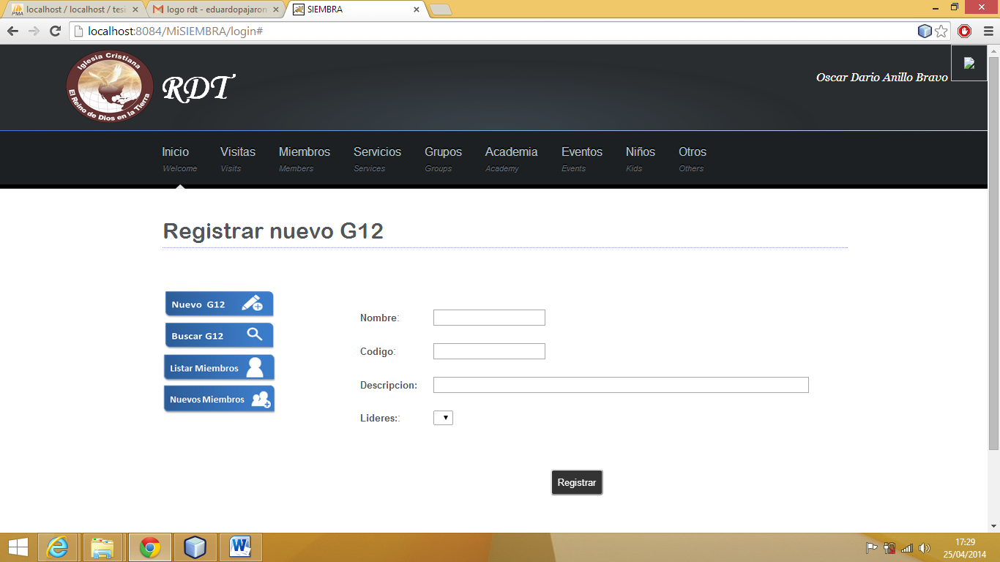 localhost / localhost / tesi
logo rdt - eduardopajaron
SIEMBRA
localhost:8084/MiSIEMBRA/login#
Iglesia Cristiana
El Reino de Dios en la Tierra
RDT
Oscar Dario Anillo Bravo
Inicio Visitas Miembros Servicios Grupos Academia Eventos Niños Otros
Welcome Visits Members Services Groups Academy Events Kids Others
Registrar nuevo G12
Nuevo G12
Buscar G12
Listar Miembros
Nuevos Miembros
Nombre:
Codigo:
Descripcion:
Lideres::
Registrar
17:29
25/04/2014